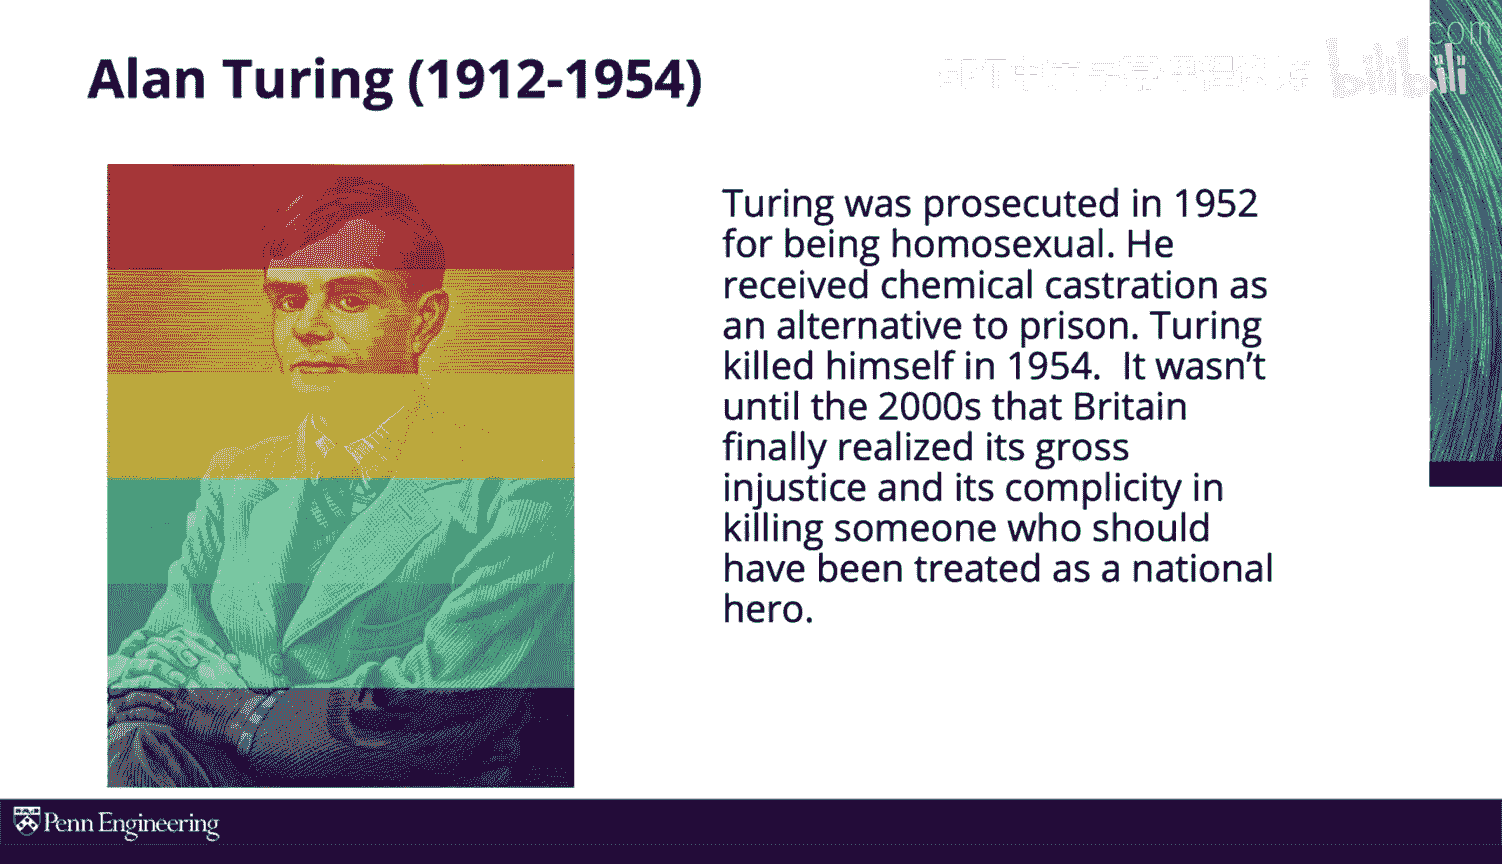 .com
Alan Turing (1912-1954)
bilibili
Turing was prosecuted in 1952
for being homosexual. He
received chemical castration as
an alternative to prison. Turing
killed himself in 1954.  It wasn’t
until the 2000s that Britain
finally realized its gross
injustice and its complicity in
killing someone who should
have been treated as a national
hero.
Penn Engineering